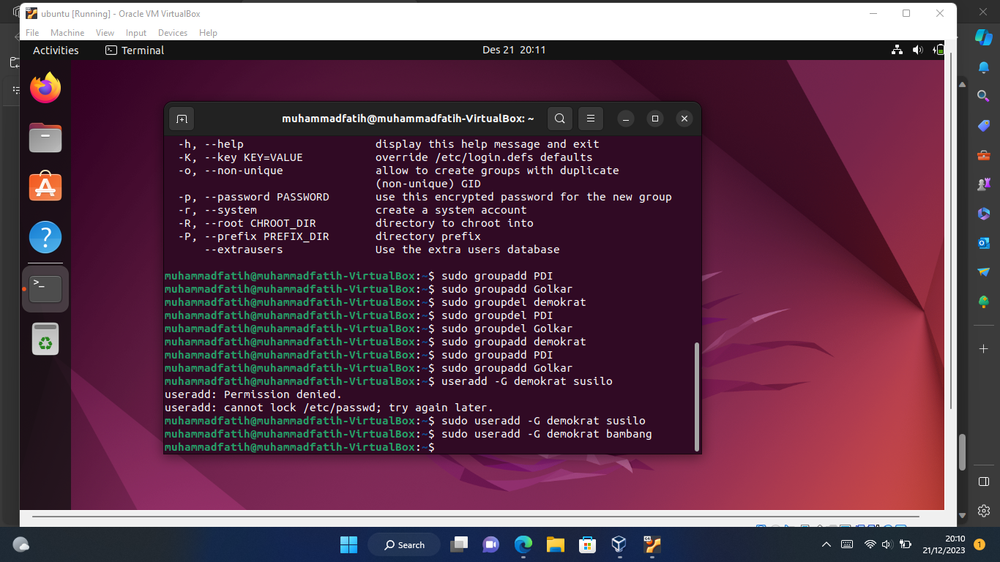 ubuntu [Running] - Oracle VM VirtualBox
File Machine View Input Devices Help
Activities Terminal Des 21 20:11
muhammadfatih@muhammadfatih-VirtualBox: ~
-h, --help display this help message and exit
-K, --key KEY=VALUE override /etc/login.defs defaults
-o, --non-unique allow to create groups with duplicate
(non-unique) GID
-p, --password PASSWORD use this encrypted password for the new group
-r, --system create a system account
-R, --root CHROOT_DIR directory to chroot into
-P, --prefix PREFIX_DIR directory prefix
--extrausers Use the extra users database
muhammadfatih@muhammadfatih-VirtualBox:~$ sudo groupadd PDI
muhammadfatih@muhammadfatih-VirtualBox:~$ sudo groupadd Golkar
muhammadfatih@muhammadfatih-VirtualBox:~$ sudo groupdel demokrat
muhammadfatih@muhammadfatih-VirtualBox:~$ sudo groupdel PDI
muhammadfatih@muhammadfatih-VirtualBox:~$ sudo groupdel Golkar
muhammadfatih@muhammadfatih-VirtualBox:~$ sudo groupadd demokrat
muhammadfatih@muhammadfatih-VirtualBox:~$ sudo groupadd PDI
muhammadfatih@muhammadfatih-VirtualBox:~$ sudo groupadd Golkar
muhammadfatih@muhammadfatih-VirtualBox:~$ useradd -G demokrat susilo
useradd: Permission denied.
useradd: cannot lock /etc/passwd; try again later.
muhammadfatih@muhammadfatih-VirtualBox:~$ sudo useradd -G demokrat susilo
muhammadfatih@muhammadfatih-VirtualBox:~$ sudo useradd -G demokrat bambang
muhammadfatih@muhammadfatih-VirtualBox:~$
Search
20:10
21/12/2023
1